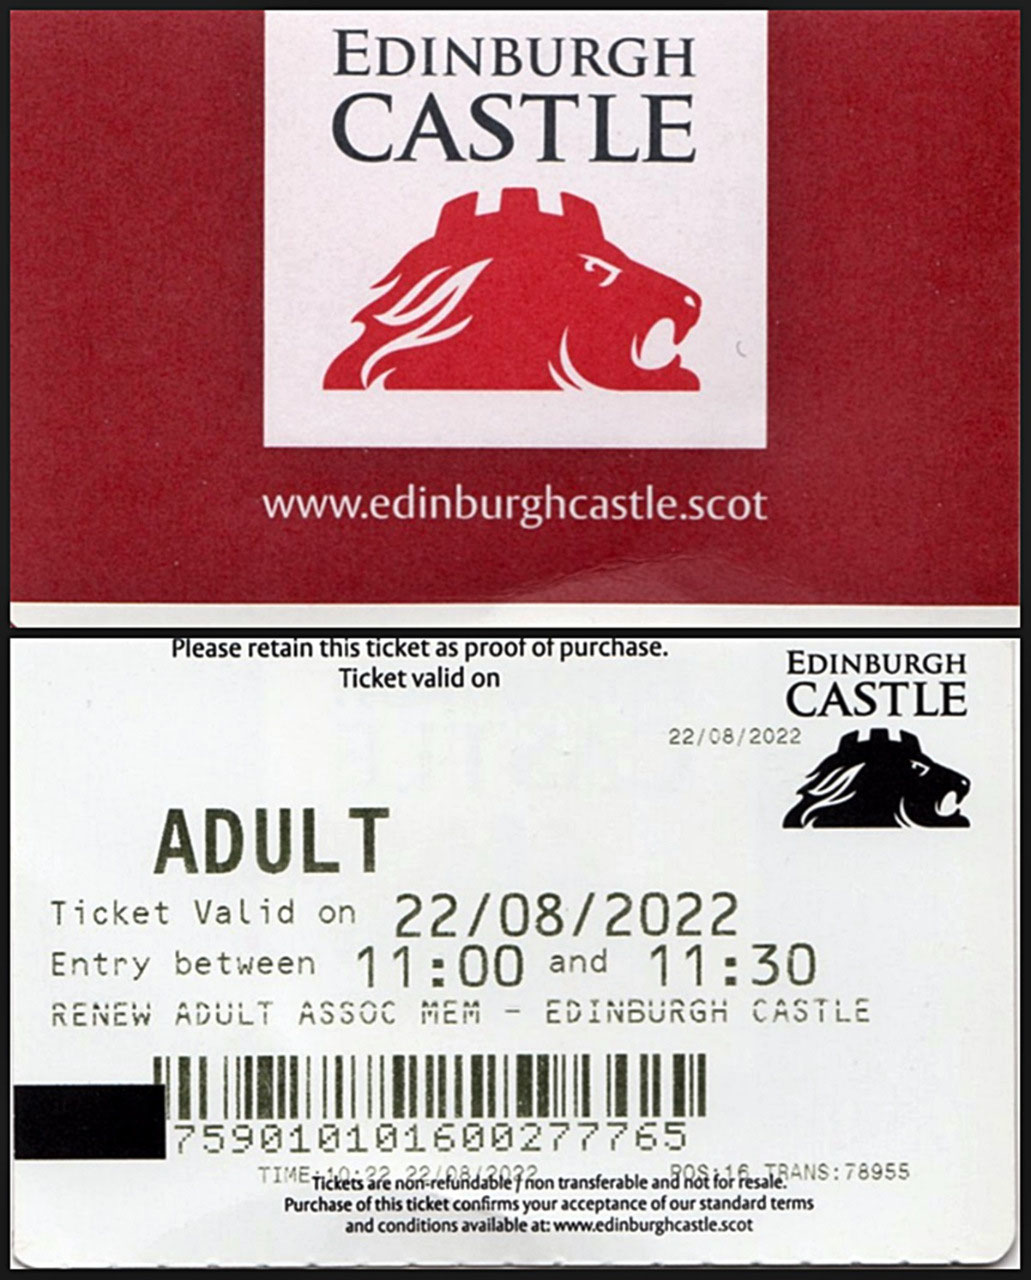 EDINBURGH
CASTLE
www.edinburghcastle.scot
Please retain this ticket as proof of purchase.
Ticket valid on
EDINBURGH
CASTLE
22/08/2022
ADULT
Ticket Valid on 22/08/2022
Entry between 11:00 and 11:30
RENEW ADULT ASSOC MEM - EDINBURGH CASTLE
759010101600277765
TIME:10:22 22/08/2022 POS:16 TRANS:78955
Tickets are non-refundable / non transferable and not for resale.
Purchase of this ticket confirms your acceptance of our standard terms
and conditions available at: www.edinburghcastle.scot